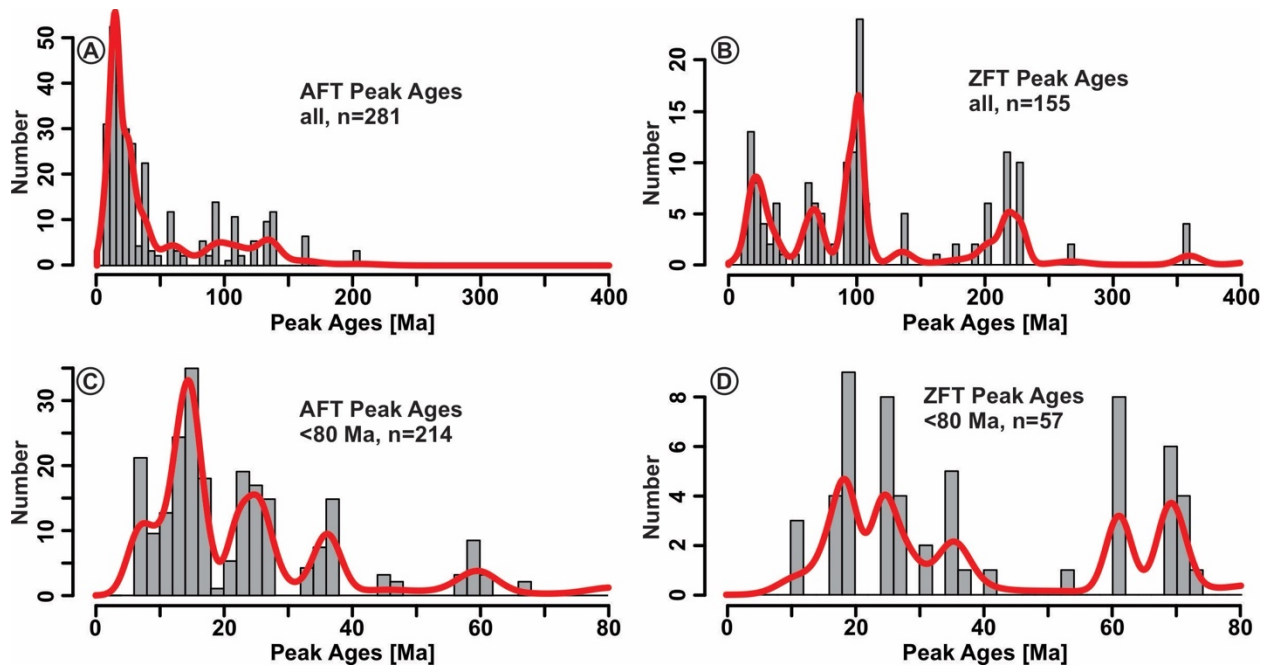 A
AFT Peak Ages
all, n=281
Number
0
10
20
30
40
50
0
100
200
300
400
Peak Ages [Ma]
B
ZFT Peak Ages
all, n=155
Number
0
5
10
15
20
0
100
200
300
400
Peak Ages [Ma]
C
AFT Peak Ages
<80 Ma, n=214
Number
0
10
20
30
0
20
40
60
80
Peak Ages [Ma]
D
ZFT Peak Ages
<80 Ma, n=57
Number
0
2
4
6
8
0
20
40
60
80
Peak Ages [Ma]